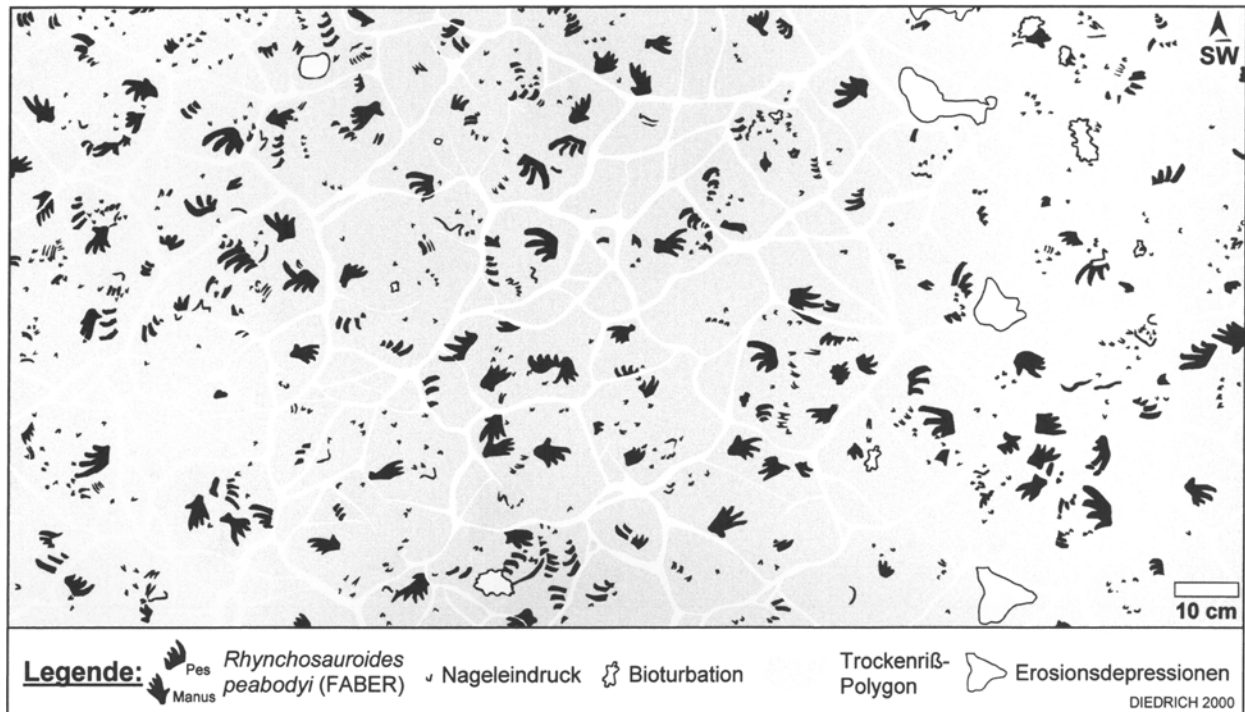 SW
10 cm
Legende:
Pes
Manus
Rhynchosauroides
peabodyi (FABER)
Nageleindruck
Bioturbation
Trockenriß-
Polygon
Erosionsdepressionen
DIEDRICH 2000